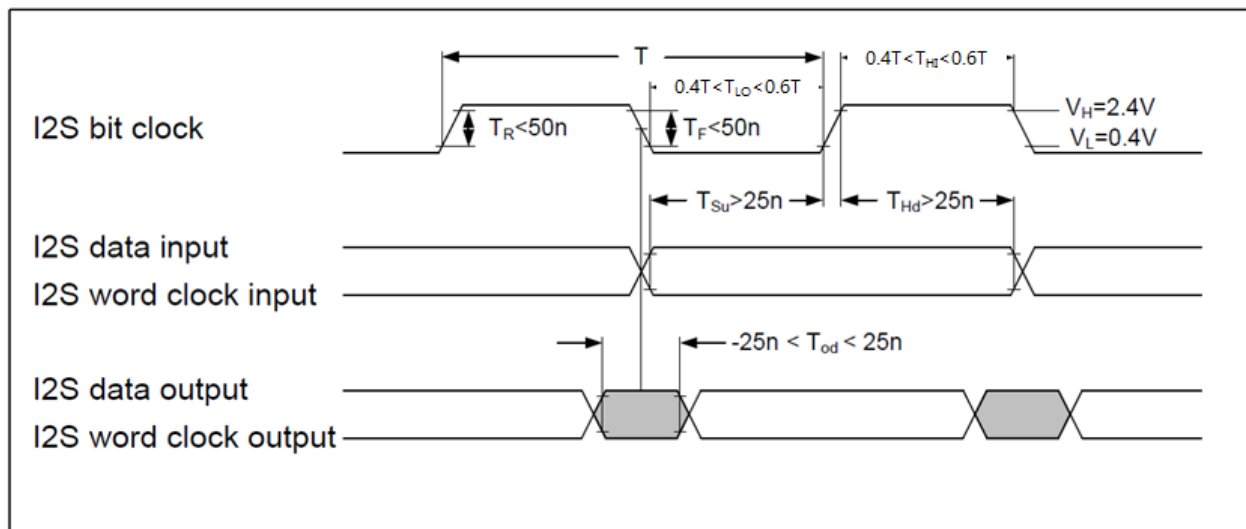 T
0.4T<T_LO<0.6T
0.4T<T_HI<0.6T
I2S bit clock
T_R<50n
T_F<50n
V_H=2.4V
V_L=0.4V
T_Su>25n
T_Hd>25n
I2S data input
I2S word clock input
-25n < T_od < 25n
I2S data output
I2S word clock output